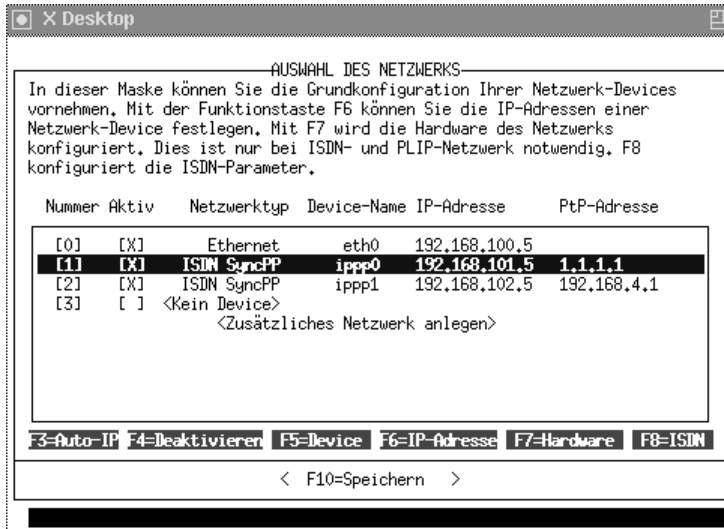 X Desktop
AUSWAHL DES NETZWERKS
In dieser Maske können Sie die Grundkonfiguration Ihrer Netzwerk-Devices
vornehmen. Mit der Funktionstaste F6 können Sie die IP-Adressen einer
Netzwerk-Device festlegen. Mit F7 wird die Hardware des Netzwerks
konfiguriert. Dies ist nur bei ISDN- und PLIP-Netzwerk notwendig. F8
konfiguriert die ISDN-Parameter.
Nummer Aktiv Netzwerktyp Device-Name IP-Adresse PtP-Adresse
[0] [X] Ethernet eth0 192.168.100.5
[1] [X] ISDN SyncPP ippp0 192.168.101.5 1.1.1.1
[2] [X] ISDN SyncPP ippp1 192.168.102.5 192.168.4.1
[3] [ ] <Kein Device>
<Zusätzliches Netzwerk anlegen>
F3=Auto-IP F4=Deaktivieren F5=Device F6=IP-Adresse F7=Hardware F8=ISDN
< F10=Speichern >